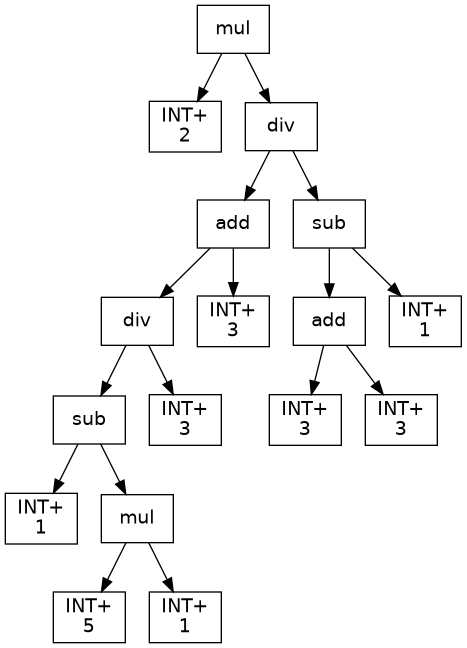 mul
INT+
2
div
add
sub
div
INT+
3
add
INT+
1
sub
INT+
3
INT+
3
INT+
3
INT+
1
mul
INT+
5
INT+
1